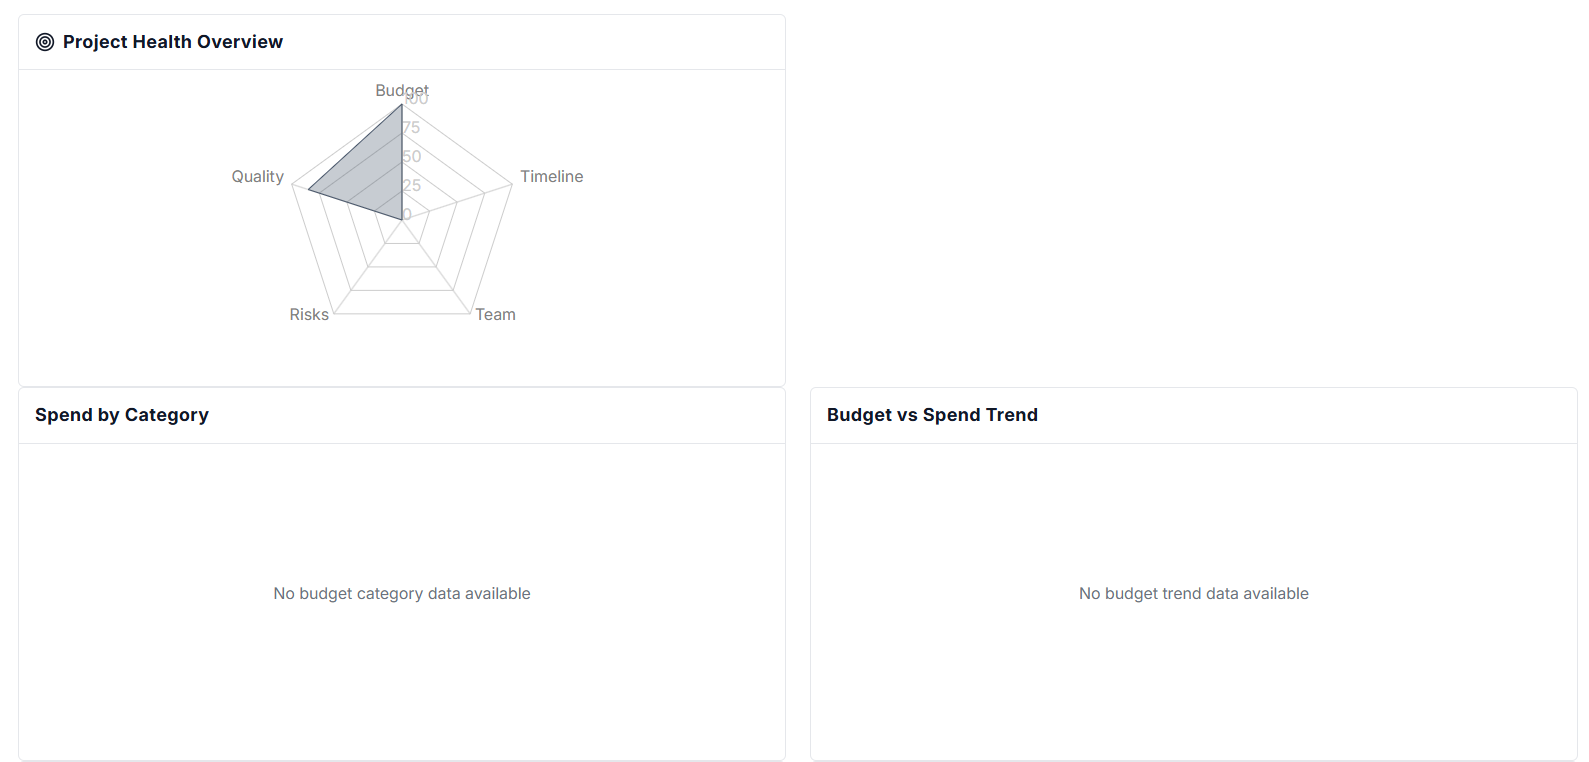 Project Health Overview
Budget
100
75
Quality
Timeline
50
25
0
Risks
Team
Spend by Category
Budget vs Spend Trend
No budget category data available
No budget trend data available